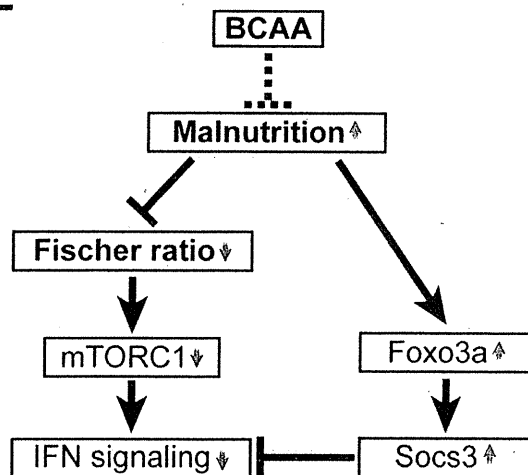 BCAA
Malnutrition
Fischer ratio
mTORC1
Foxo3a
IFN signaling
Socs3